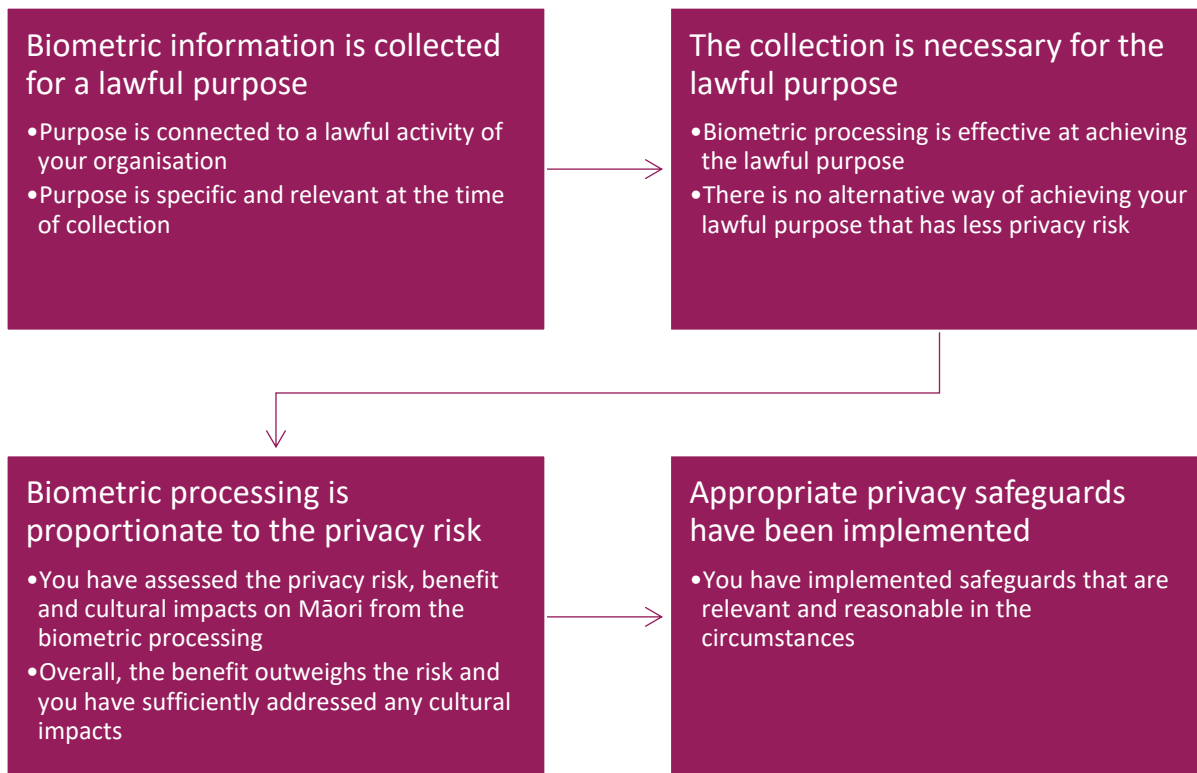 Biometric information is collected
for a lawful purpose
•Purpose is connected to a lawful activity of
your organisation
•Purpose is specific and relevant at the time
of collection
The collection is necessary for the
lawful purpose
•Biometric processing is effective at achieving
the lawful purpose
•There is no alternative way of achieving your
lawful purpose that has less privacy risk
Biometric processing is
proportionate to the privacy risk
•You have assessed the privacy risk, benefit
and cultural impacts on Māori from the
biometric processing
•Overall, the benefit outweighs the risk and
you have sufficiently addressed any cultural
impacts
Appropriate privacy safeguards
have been implemented
•You have implemented safeguards that are
relevant and reasonable in the
circumstances